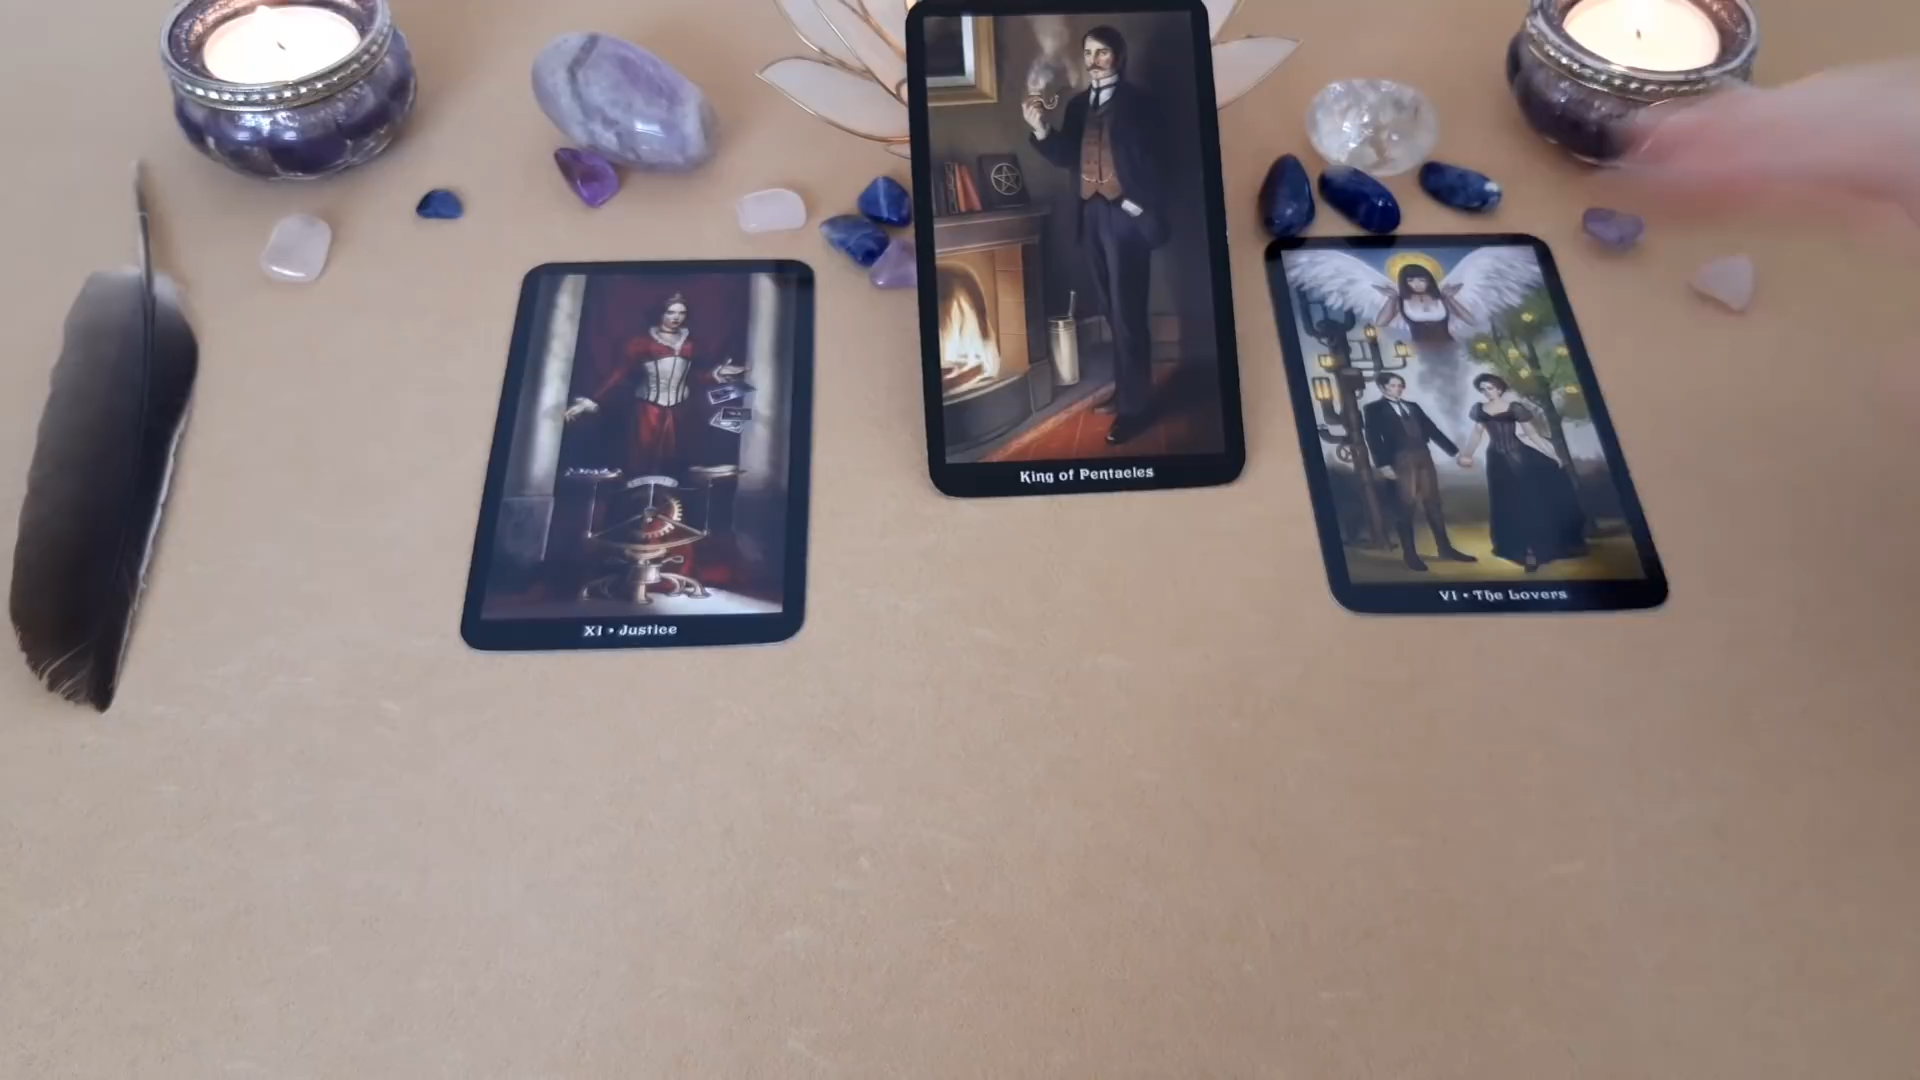 XI • Justice
King of Pentacles
VI • The Lovers